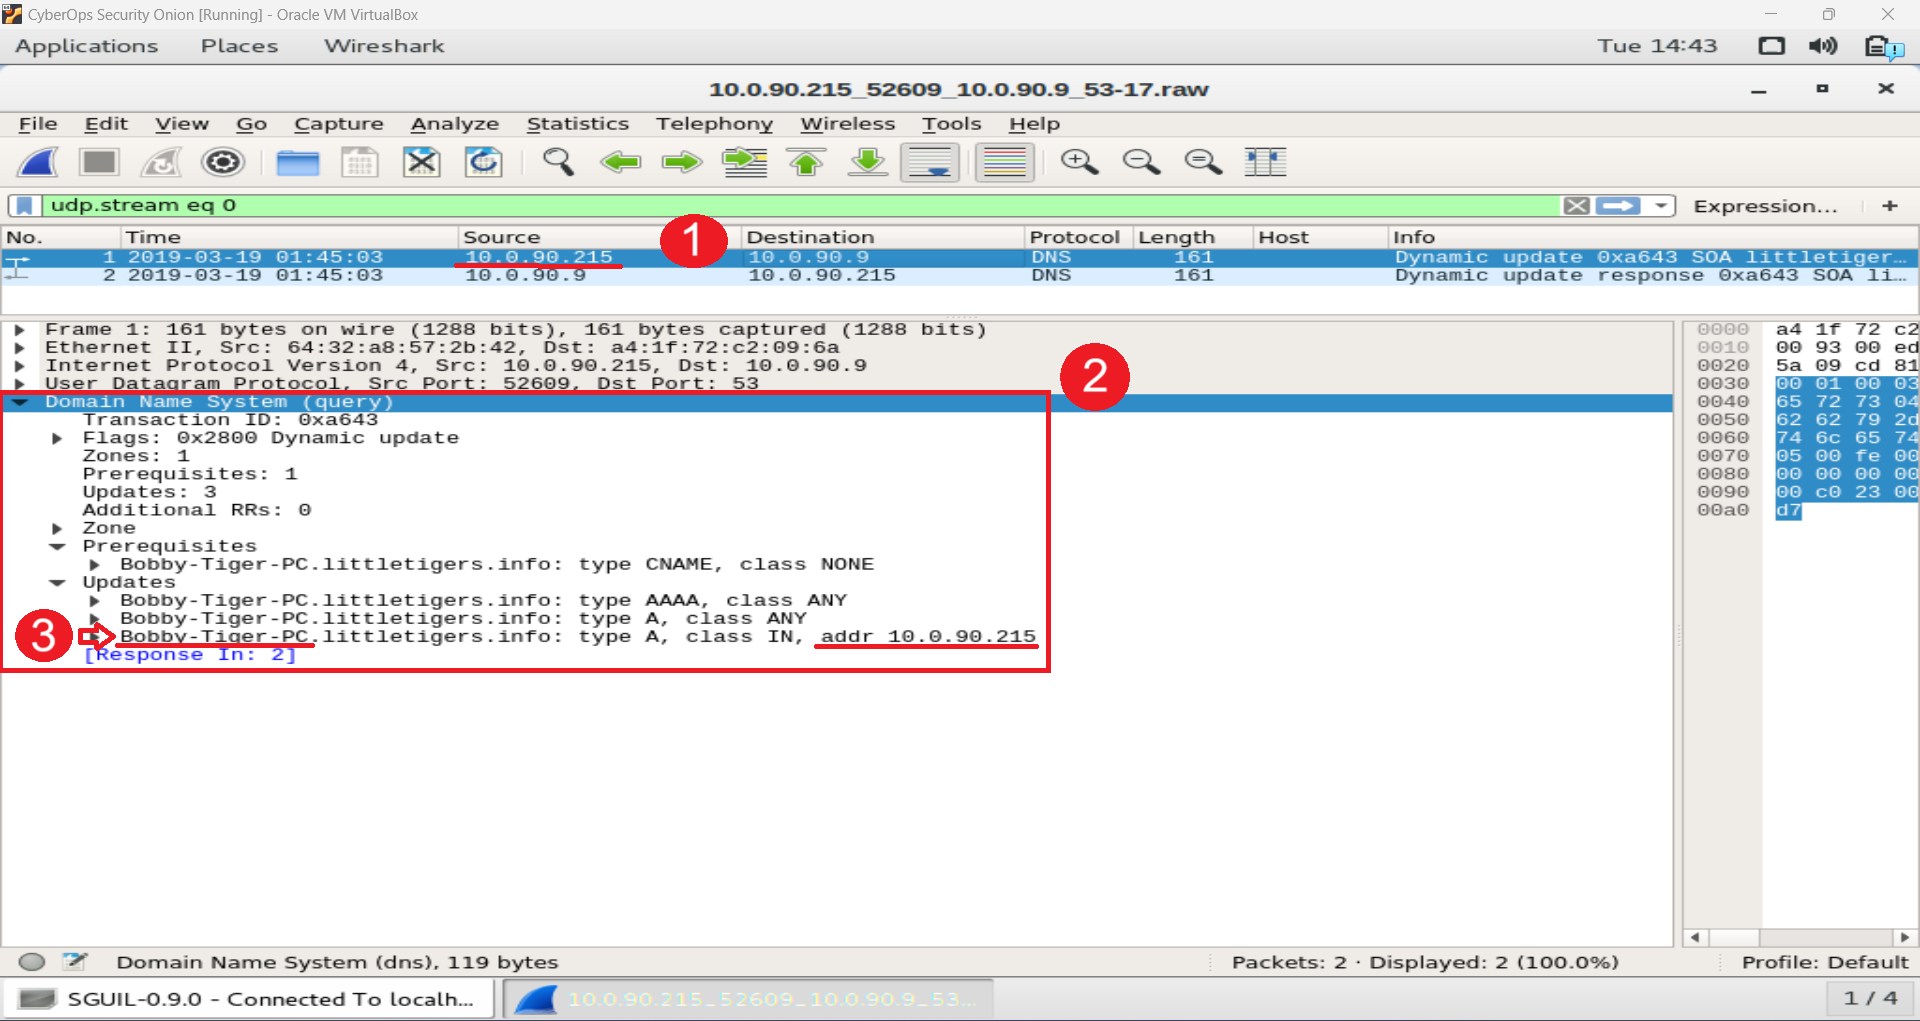 CyberOps Security Onion [Running] - Oracle VM VirtualBox
Applications Places Wireshark Tue 14:43
10.0.90.215_52609_10.0.90.9_53-17.raw
File Edit View Go Capture Analyze Statistics Telephony Wireless Tools Help
udp.stream eq 0 Expression... +
No. Time Source Destination Protocol Length Host Info
1 2019-03-19 01:45:03 10.0.90.215 10.0.90.9 DNS 161 Dynamic update 0xa643 SOA littletiger...
2 2019-03-19 01:45:03 10.0.90.9 10.0.90.215 DNS 161 Dynamic update response 0xa643 SOA li...
1
Frame 1: 161 bytes on wire (1288 bits), 161 bytes captured (1288 bits)
Ethernet II, Src: 64:32:a8:57:2b:42, Dst: a4:1f:72:c2:09:6a
Internet Protocol Version 4, Src: 10.0.90.215, Dst: 10.0.90.9
User Datagram Protocol, Src Port: 52609, Dst Port: 53
2
Domain Name System (query)
Transaction ID: 0xa643
Flags: 0x2800 Dynamic update
Zones: 1
Prerequisites: 1
Updates: 3
Additional RRs: 0
Zone
Prerequisites
Bobby-Tiger-PC.littletigers.info: type CNAME, class NONE
Updates
Bobby-Tiger-PC.littletigers.info: type AAAA, class ANY
Bobby-Tiger-PC.littletigers.info: type A, class ANY
3
Bobby-Tiger-PC.littletigers.info: type A, class IN, addr 10.0.90.215
[Response In: 2]
0000 a4 1f 72 c2
0010 00 93 00 ed
0020 5a 09 cd 81
0030 00 01 00 03
0040 65 72 73 04
0050 62 62 79 2d
0060 74 6c 65 74
0070 05 00 fe 00
0080 00 00 00 00
0090 00 c0 23 00
00a0 d7
Domain Name System (dns), 119 bytes Packets: 2 · Displayed: 2 (100.0%) Profile: Default
SGUIL-0.9.0 - Connected To localh... 10.0.90.215_52609_10.0.90.9_53... 1 / 4